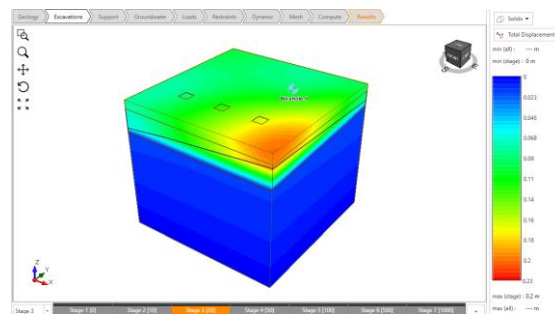 Geology
Excavations
Support
Groundwater
Loads
Restraints
Dynamic
Mesh
Compute
Results
Solids
Total Displacement
min (all) : --- m
min (stage) : 0 m
0
0.023
0.045
0.068
0.09
0.11
0.14
0.16
0.18
0.2
0.23
max (stage) : 0.2 m
max (all) : --- m
Z
Y
X
Stage 3
Stage 1 [0]
Stage 2 [10]
Stage 3 [20]
Stage 4 [50]
Stage 5 [100]
Stage 6 [500]
Stage 7 [1000]